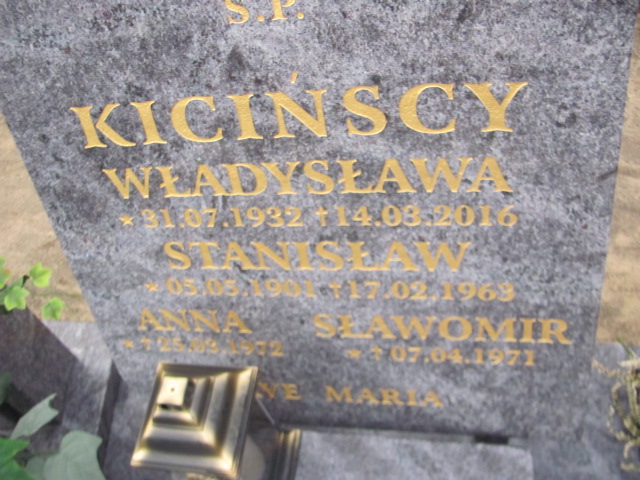 Ś.P.
KICIŃSCY
WŁADYSŁAWA
*31.07.1932 †14.03.2016
STANISŁAW
*05.05.1901 †17.02.1963
ANNA SŁAWOMIR
*†25.03.1972 *†07.04.1971
MARIA